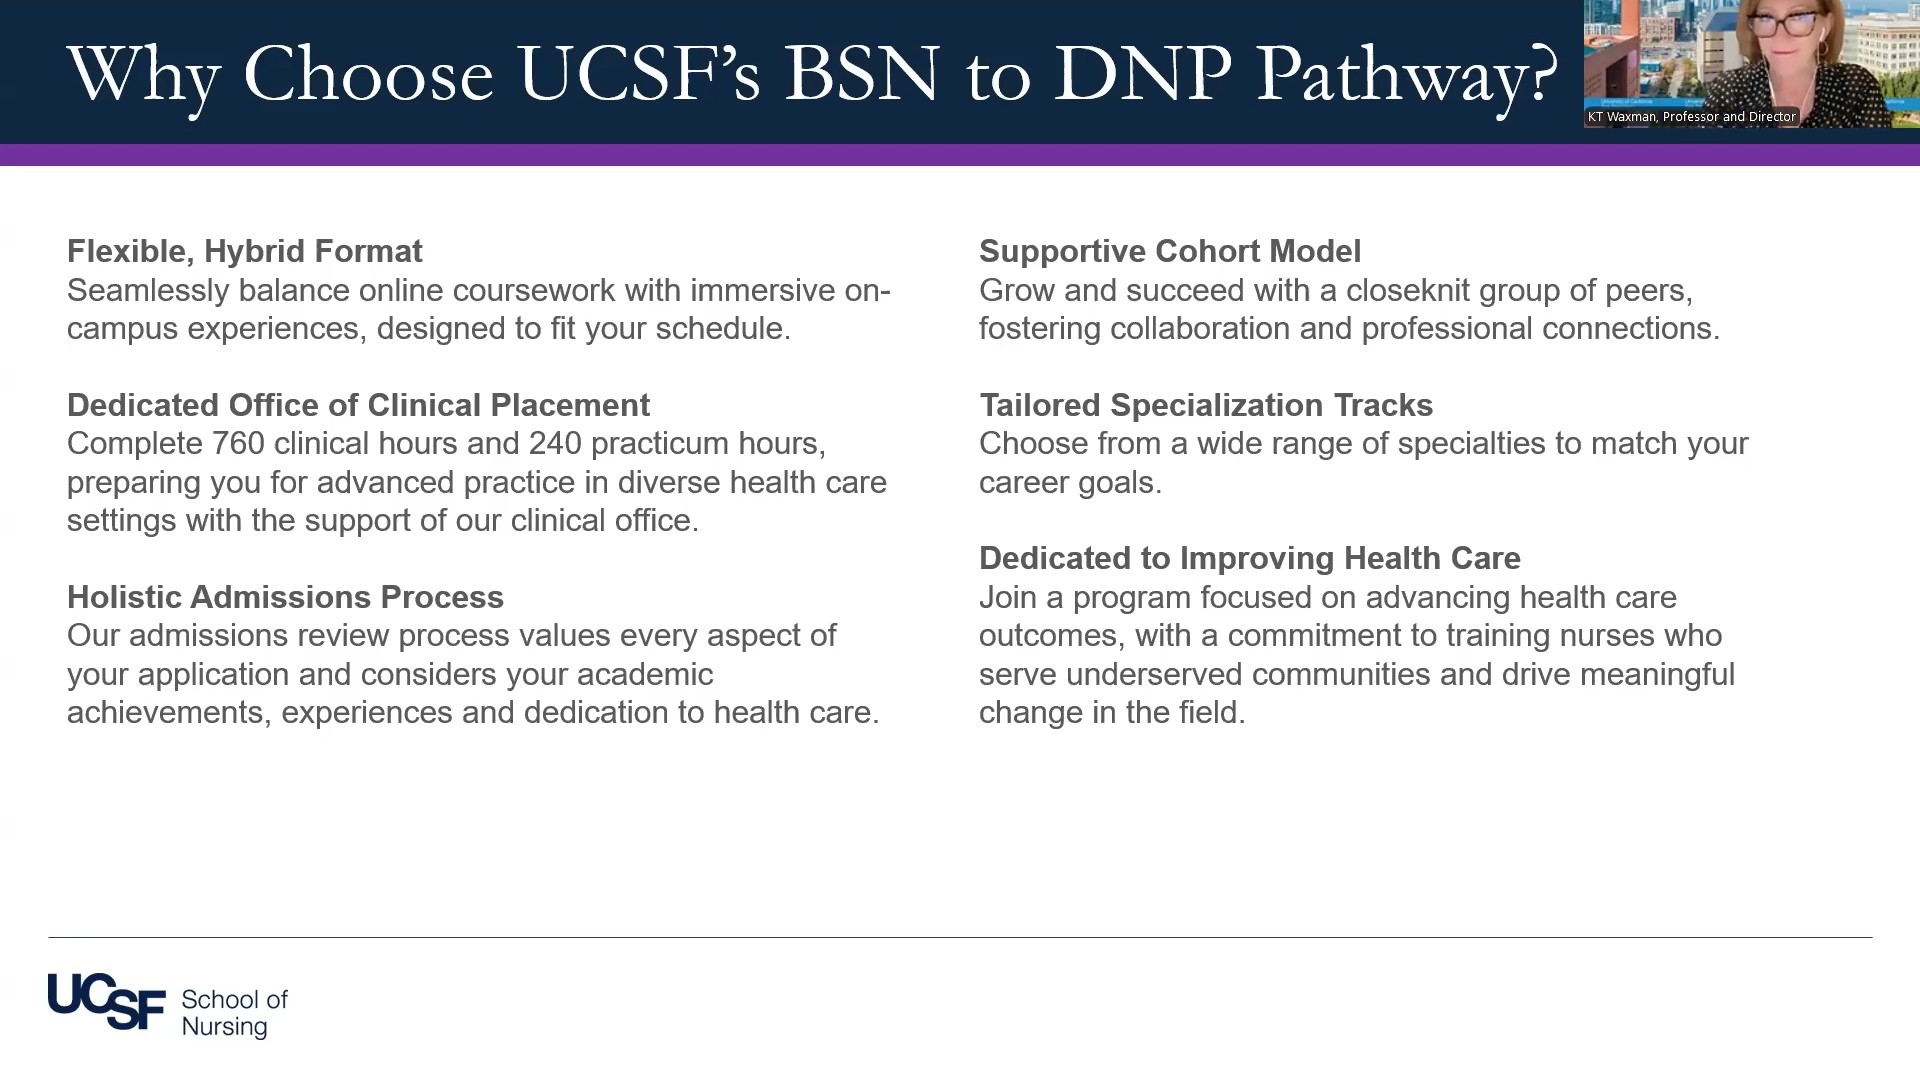 Why Choose UCSF’s BSN to DNP Pathway?
KT Waxman, Professor and Director
Flexible, Hybrid Format
Seamlessly balance online coursework with immersive on-
campus experiences, designed to fit your schedule.
Dedicated Office of Clinical Placement
Complete 760 clinical hours and 240 practicum hours,
preparing you for advanced practice in diverse health care
settings with the support of our clinical office.
Holistic Admissions Process
Our admissions review process values every aspect of
your application and considers your academic
achievements, experiences and dedication to health care.
Supportive Cohort Model
Grow and succeed with a closeknit group of peers,
fostering collaboration and professional connections.
Tailored Specialization Tracks
Choose from a wide range of specialties to match your
career goals.
Dedicated to Improving Health Care
Join a program focused on advancing health care
outcomes, with a commitment to training nurses who
serve underserved communities and drive meaningful
change in the field.
UCSF
School of
Nursing